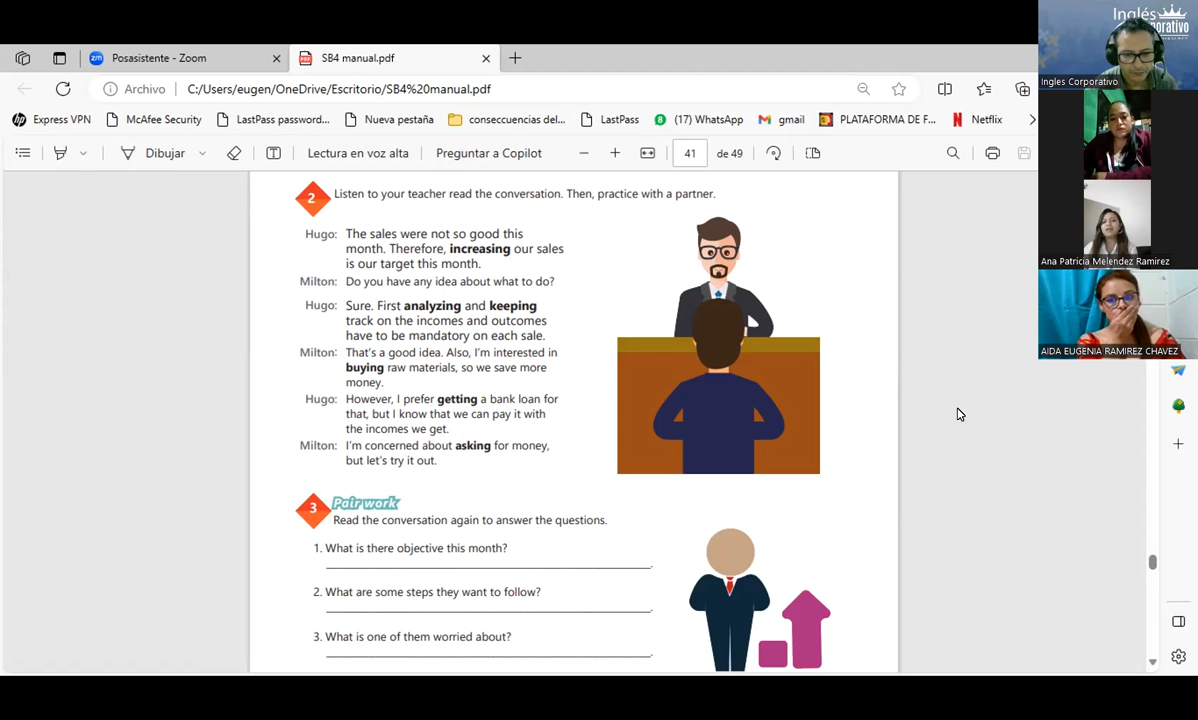 Posasistente - Zoom
SB4 manual.pdf
Archivo
C:/Users/eugen/OneDrive/Escritorio/SB4%20manual.pdf
Express VPN
McAfee Security
LastPass password...
Nueva pestaña
conseccuencias del...
LastPass
(17) WhatsApp
gmail
PLATAFORMA DE F...
Netflix
Dibujar
Lectura en voz alta
Preguntar a Copilot
41
de 49
2
Listen to your teacher read the conversation. Then, practice with a partner.
Hugo: The sales were not so good this
month. Therefore, increasing our sales
is our target this month.
Milton: Do you have any idea about what to do?
Hugo: Sure. First analyzing and keeping
track on the incomes and outcomes
have to be mandatory on each sale.
Milton: That's a good idea. Also, I'm interested in
buying raw materials, so we save more
money.
Hugo: However, I prefer getting a bank loan for
that, but I know that we can pay it with
the incomes we get.
Milton: I'm concerned about asking for money,
but let's try it out.
3
Pair work
Read the conversation again to answer the questions.
1. What is there objective this month?
2. What are some steps they want to follow?
3. What is one of them worried about?
Inglés
Ingles Corporativo
Ana Patricia Melendez Ramirez
AIDA EUGENIA RAMIREZ CHAVEZ